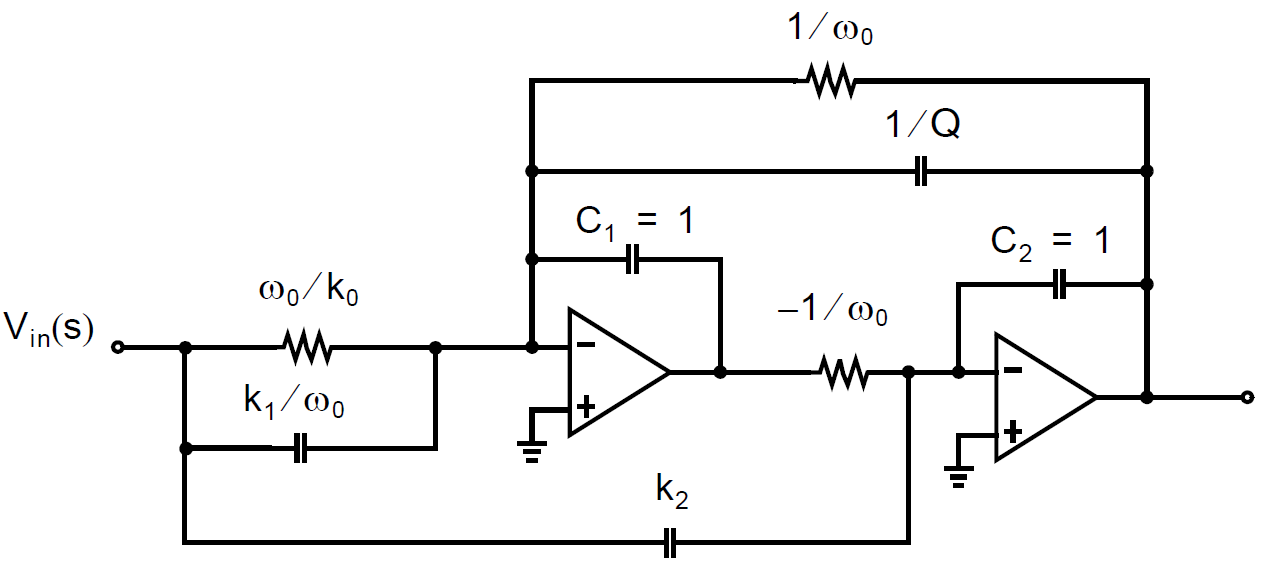 1/ω₀
1/Q
C₁ = 1
C₂ = 1
ω₀/k₀
Vᵢₙ(s)
−1/ω₀
k₁/ω₀
k₂